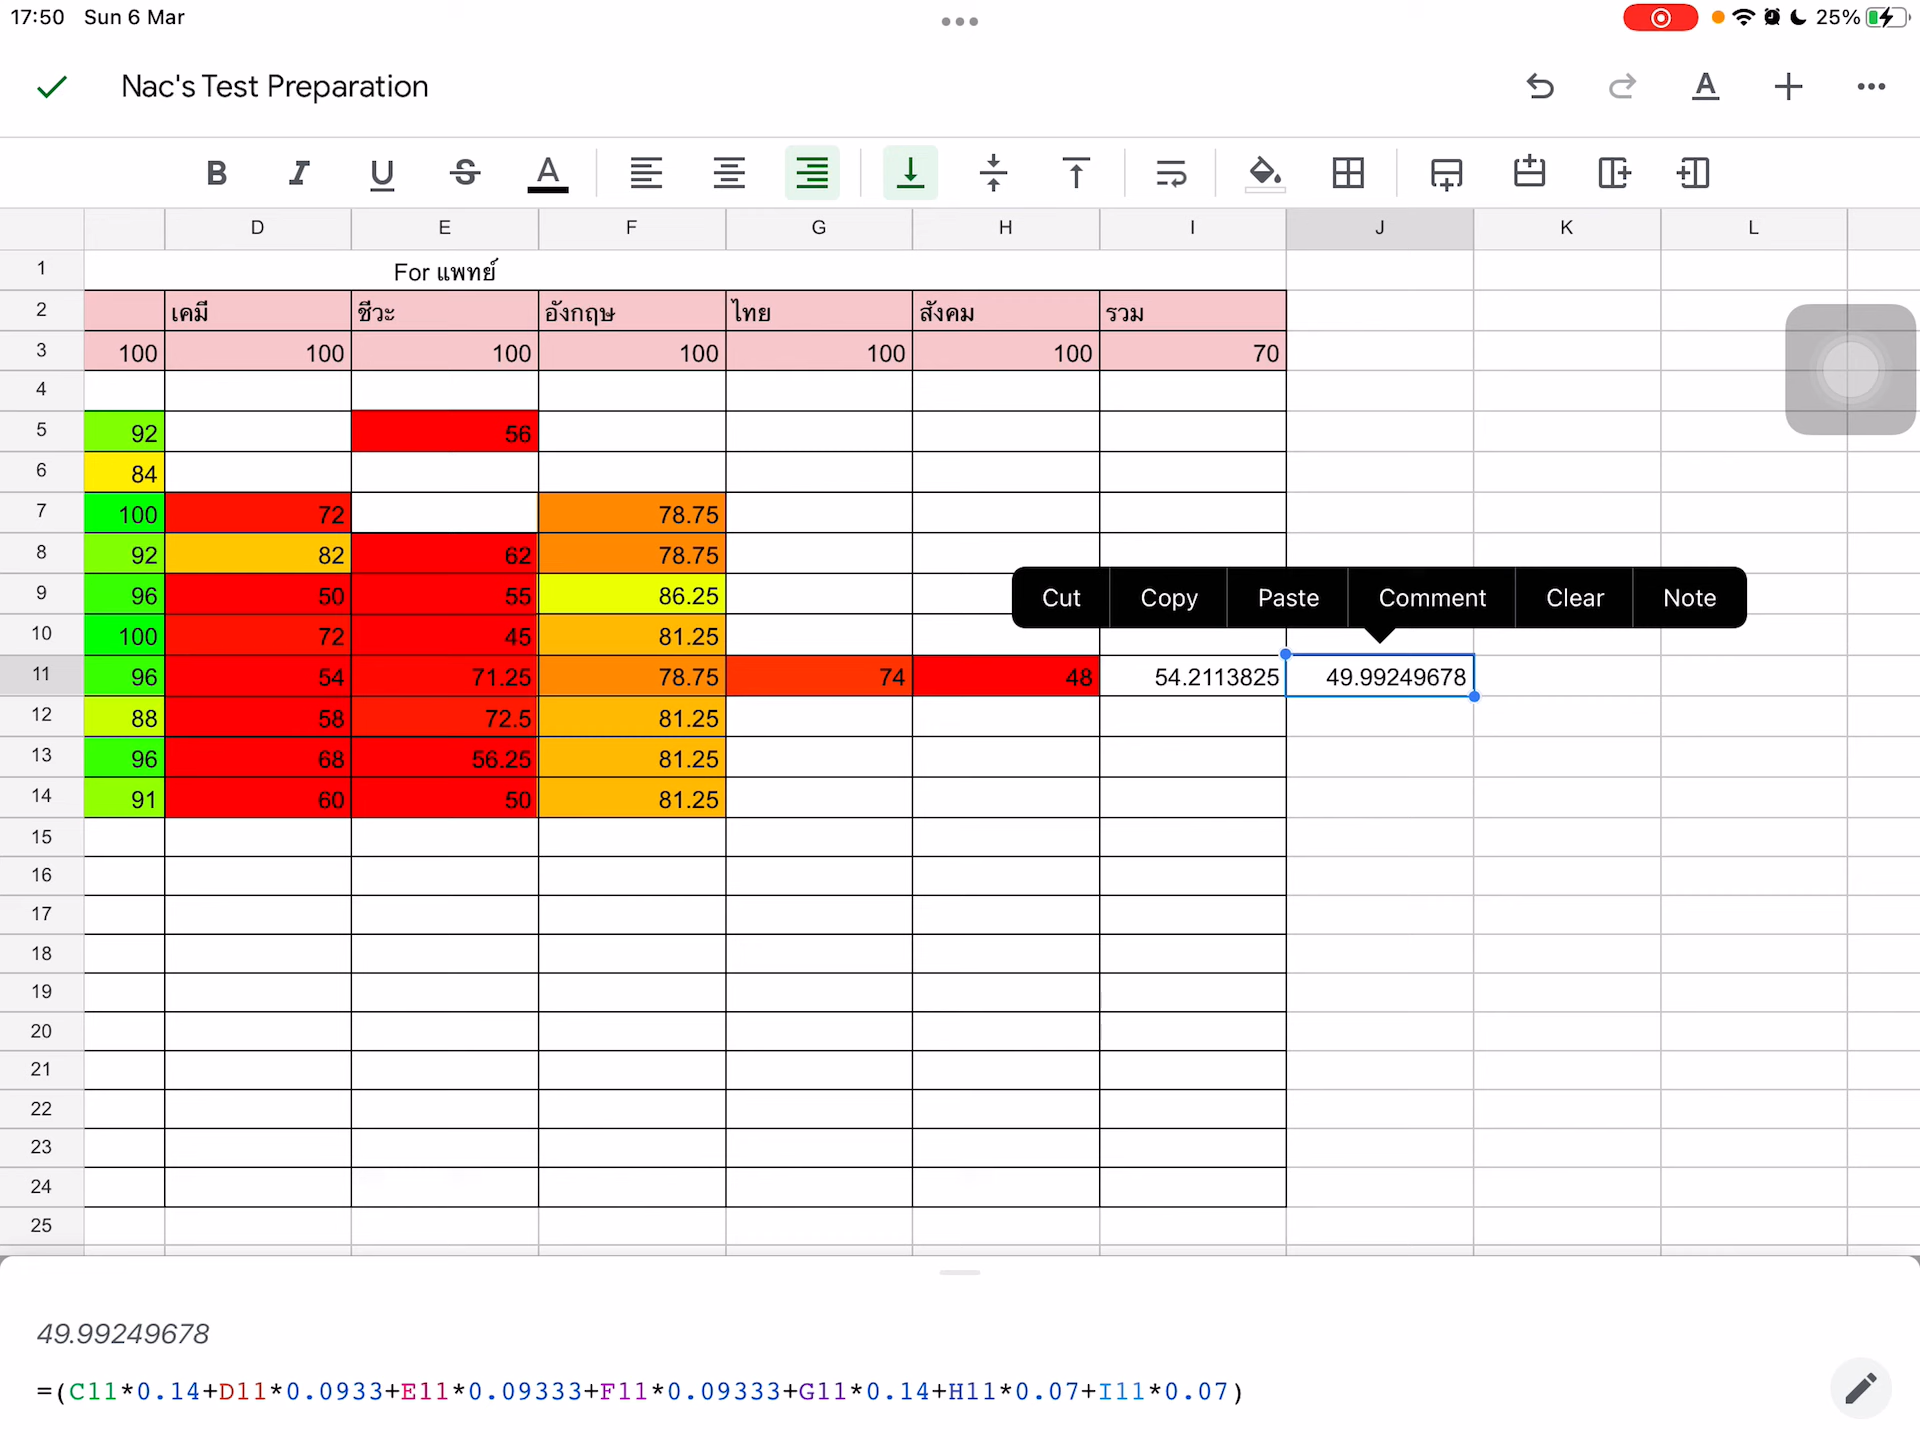 17:50 Sun 6 Mar
25%
Nac's Test Preparation
B I U S A
D E F G H I J K L
1 For แพทย์
2 เคมี ชีวะ อังกฤษ ไทย สังคม รวม
3 100 100 100 100 100 100 70
4
5 92 56
6 84
7 100 72 78.75
8 92 82 62 78.75
9 96 50 55 86.25
Cut Copy Paste Comment Clear Note
10 100 72 45 81.25
11 96 54 71.25 78.75 74 48 54.2113825 49.99249678
12 88 58 72.5 81.25
13 96 68 56.25 81.25
14 91 60 50 81.25
15
16
17
18
19
20
21
22
23
24
25
49.99249678
=(C11*0.14+D11*0.0933+E11*0.09333+F11*0.09333+G11*0.14+H11*0.07+I11*0.07)